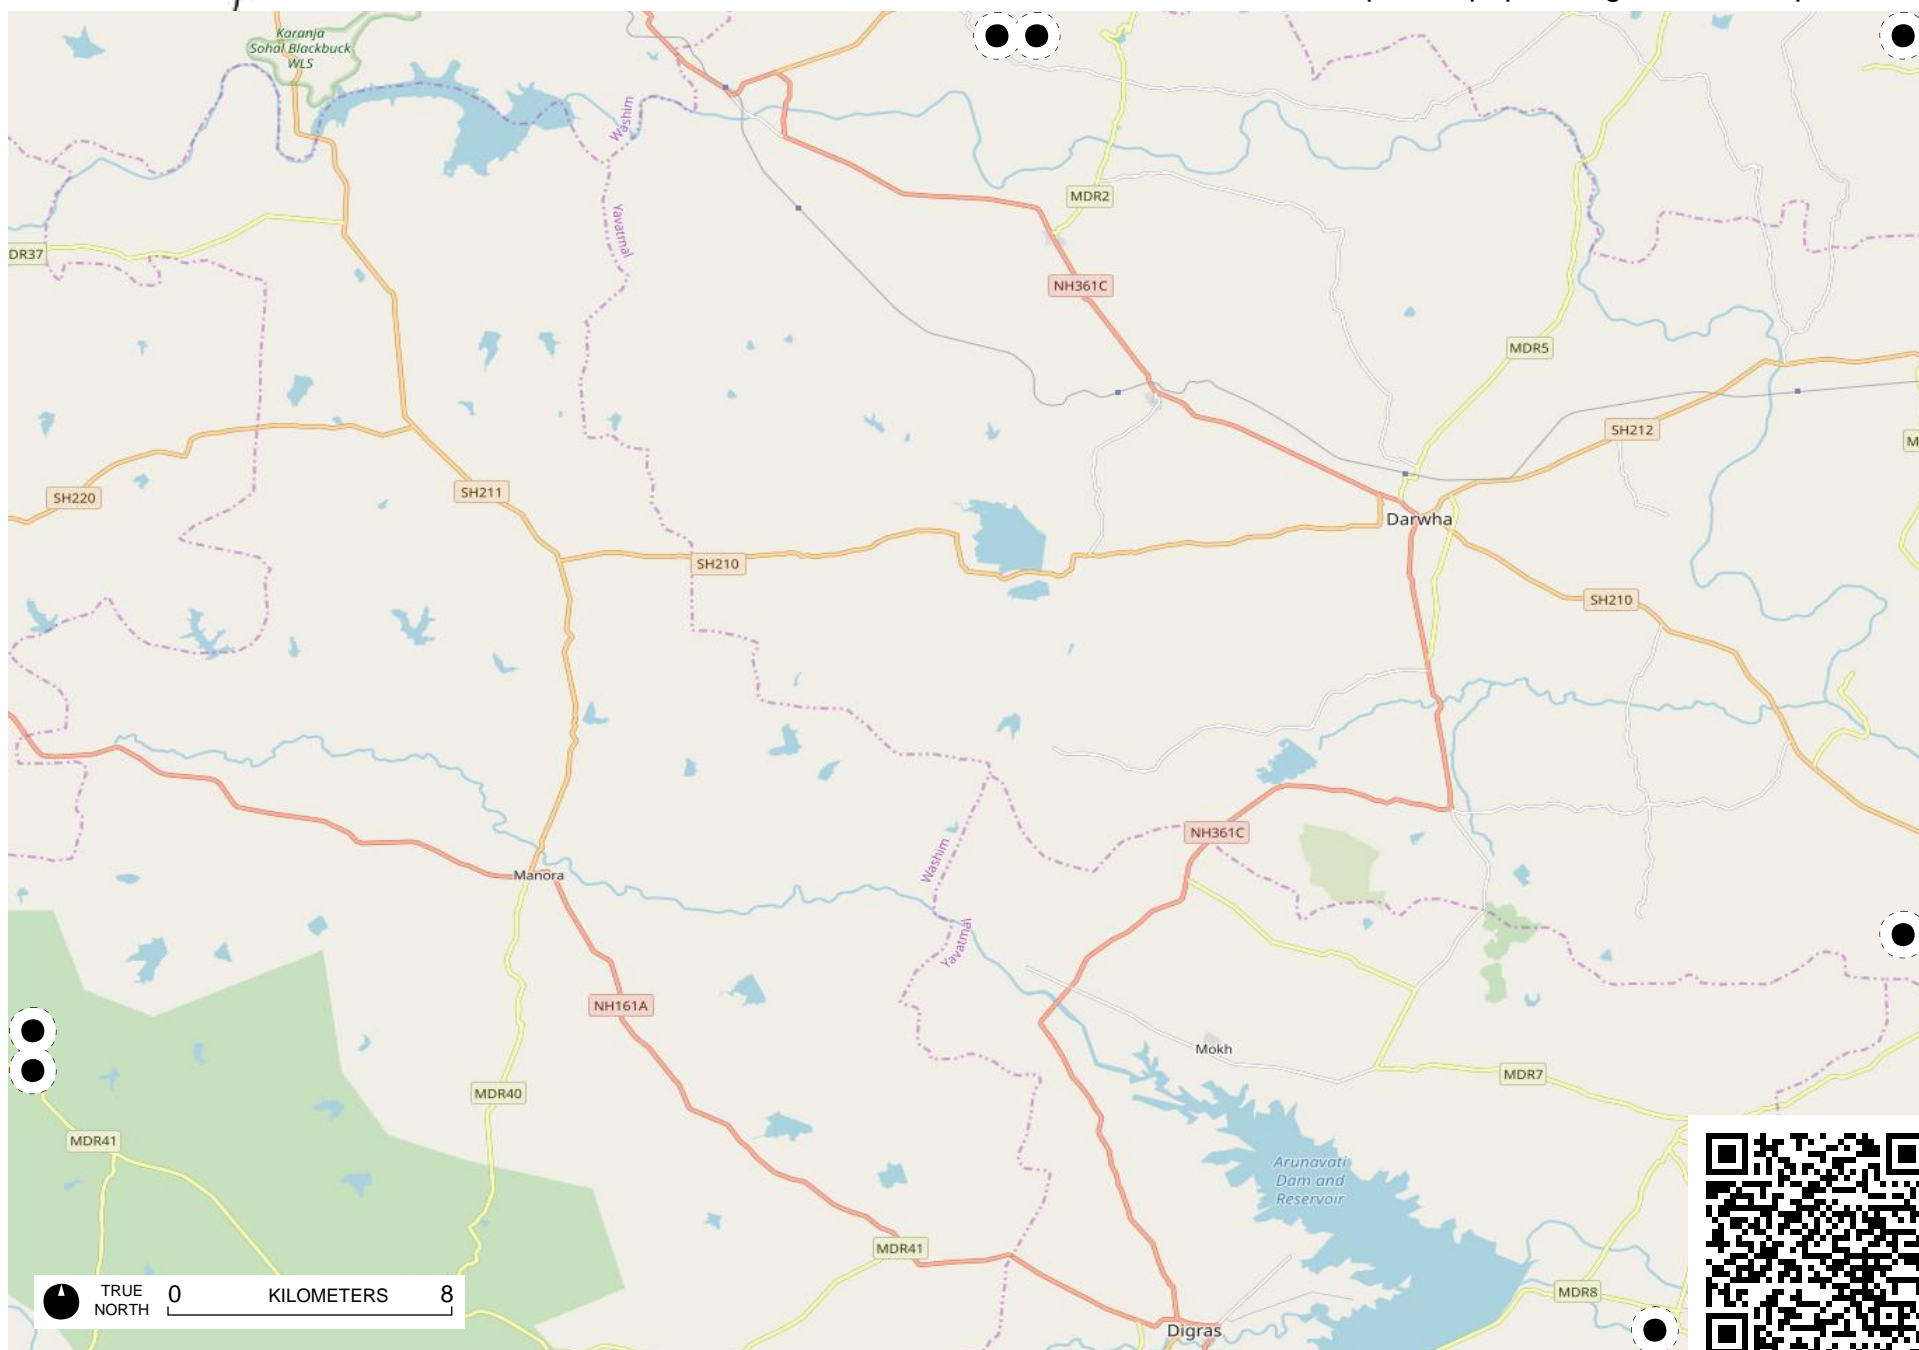 Karanja
Sohal Blackbuck
WLS
Washim
Yavatmal
MDR2
DR37
NH361C
MDR5
SH212
M
SH220
SH211
Darwha
SH210
SH210
NH361C
Washim
Manora
Yavatmal
NH161A
Mokh
MDR7
MDR40
MDR41
Arunavati
Dam and
Reservoir
MDR41
MDR8
TRUE
NORTH
0 KILOMETERS 8
Digras